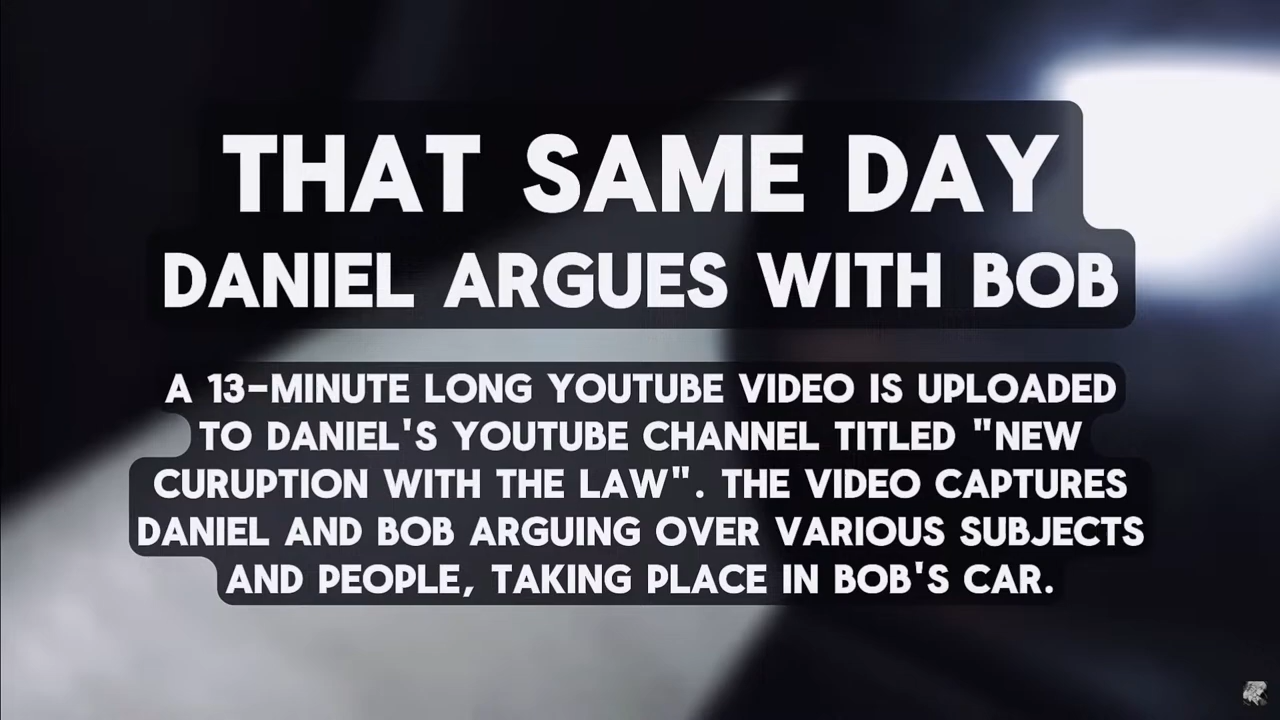 THAT SAME DAY
DANIEL ARGUES WITH BOB
A 13-MINUTE LONG YOUTUBE VIDEO IS UPLOADED
TO DANIEL'S YOUTUBE CHANNEL TITLED "NEW
CURUPTION WITH THE LAW". THE VIDEO CAPTURES
DANIEL AND BOB ARGUING OVER VARIOUS SUBJECTS
AND PEOPLE, TAKING PLACE IN BOB'S CAR.